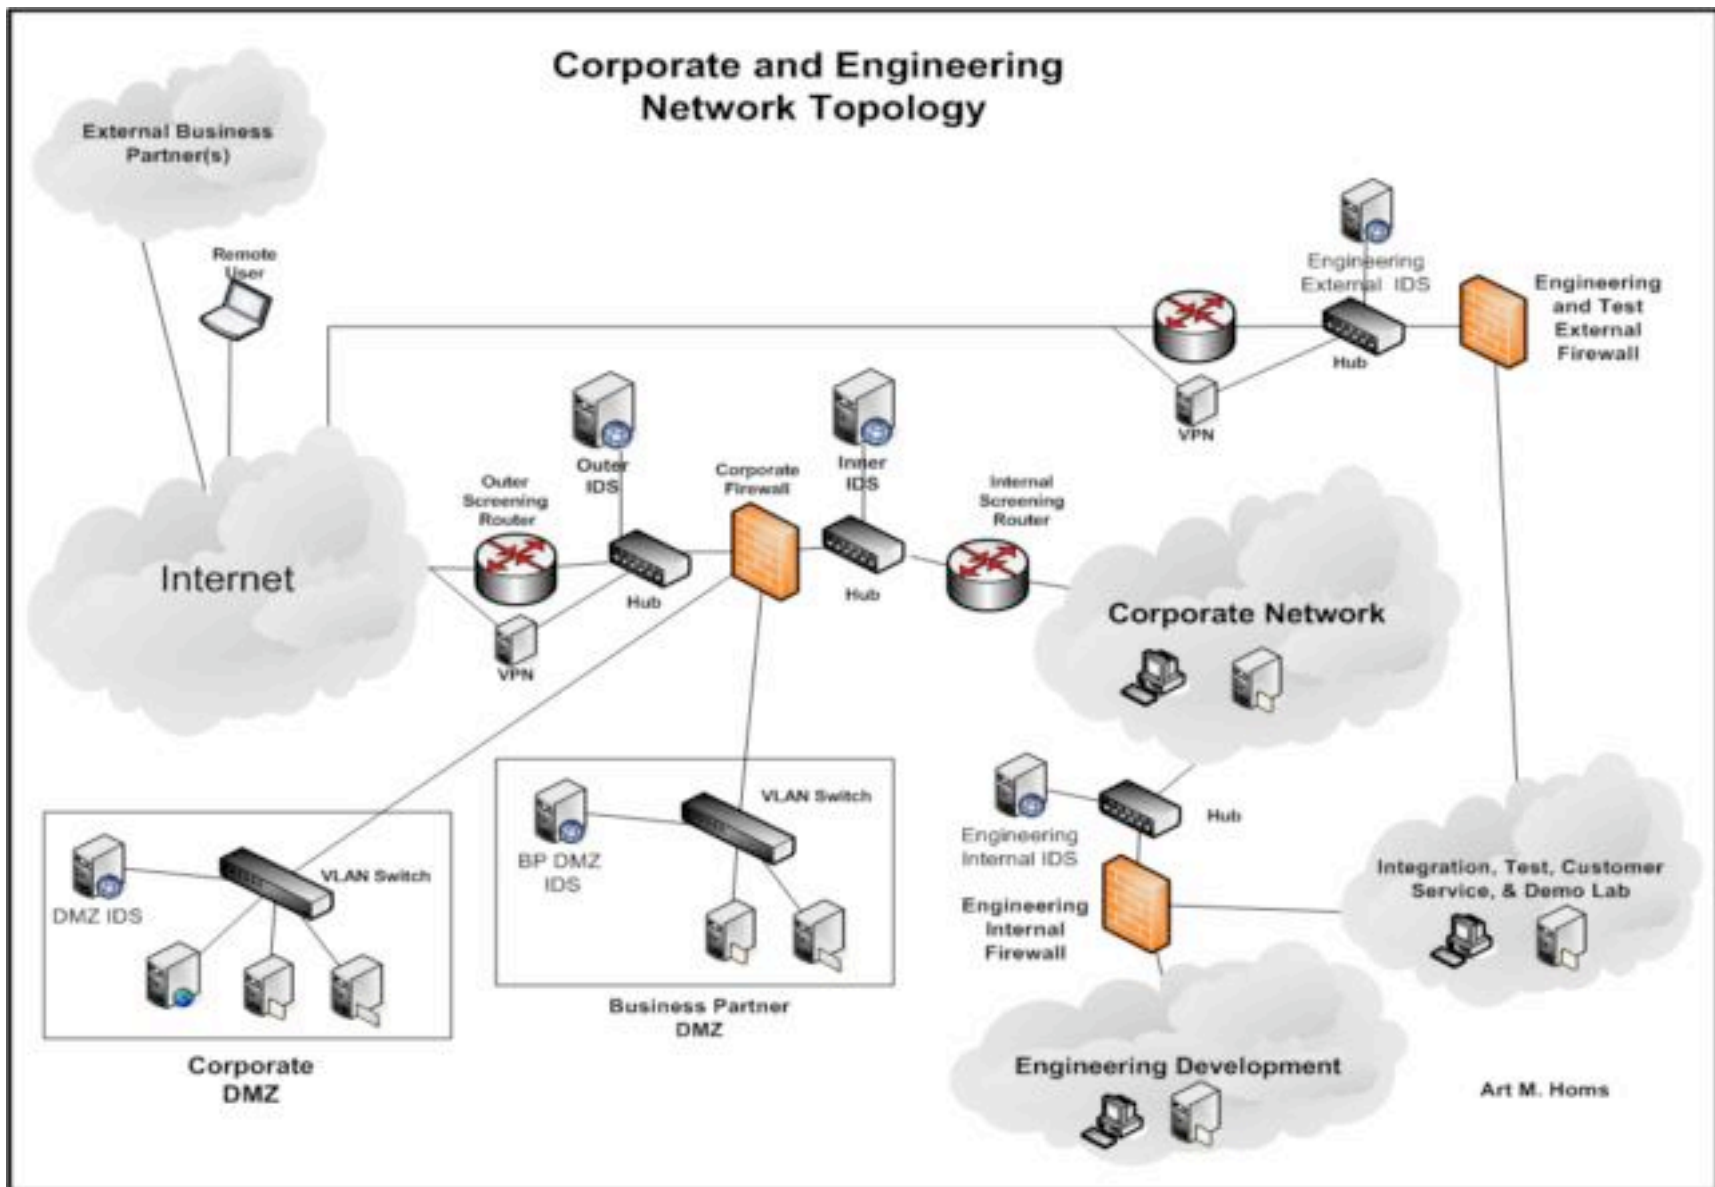 Corporate and Engineering
Network Topology
External Business
Partner(s)
Remote
User
Engineering
External IDS
Engineering
and Test
External
Firewall
Hub
VPN
Outer
IDS
Corporate
Firewall
Inner
IDS
Outer
Screening
Router
Internal
Screening
Router
Internet
Hub
Hub
VPN
Corporate Network
VLAN Switch
BP DMZ
IDS
Business Partner
DMZ
VLAN Switch
DMZ IDS
Corporate
DMZ
Hub
Engineering
Internal IDS
Engineering
Internal
Firewall
Integration, Test, Customer
Service, & Demo Lab
Engineering Development
Art M. Homs